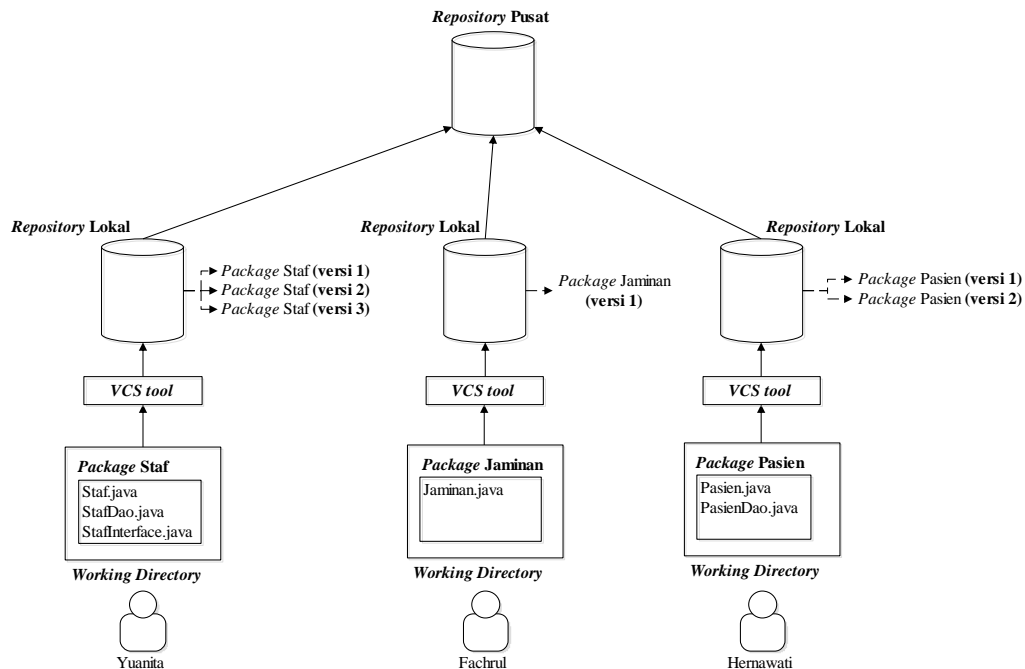 Repository Pusat
Repository Lokal
Package Staf (versi 1)
Package Staf (versi 2)
Package Staf (versi 3)
VCS tool
Package Staf
Staf.java
StafDao.java
StafInterface.java
Working Directory
Yuanita
Repository Lokal
Package Jaminan
(versi 1)
VCS tool
Package Jaminan
Jaminan.java
Working Directory
Fachrul
Repository Lokal
Package Pasien (versi 1)
Package Pasien (versi 2)
VCS tool
Package Pasien
Pasien.java
PasienDao.java
Working Directory
Hernawati